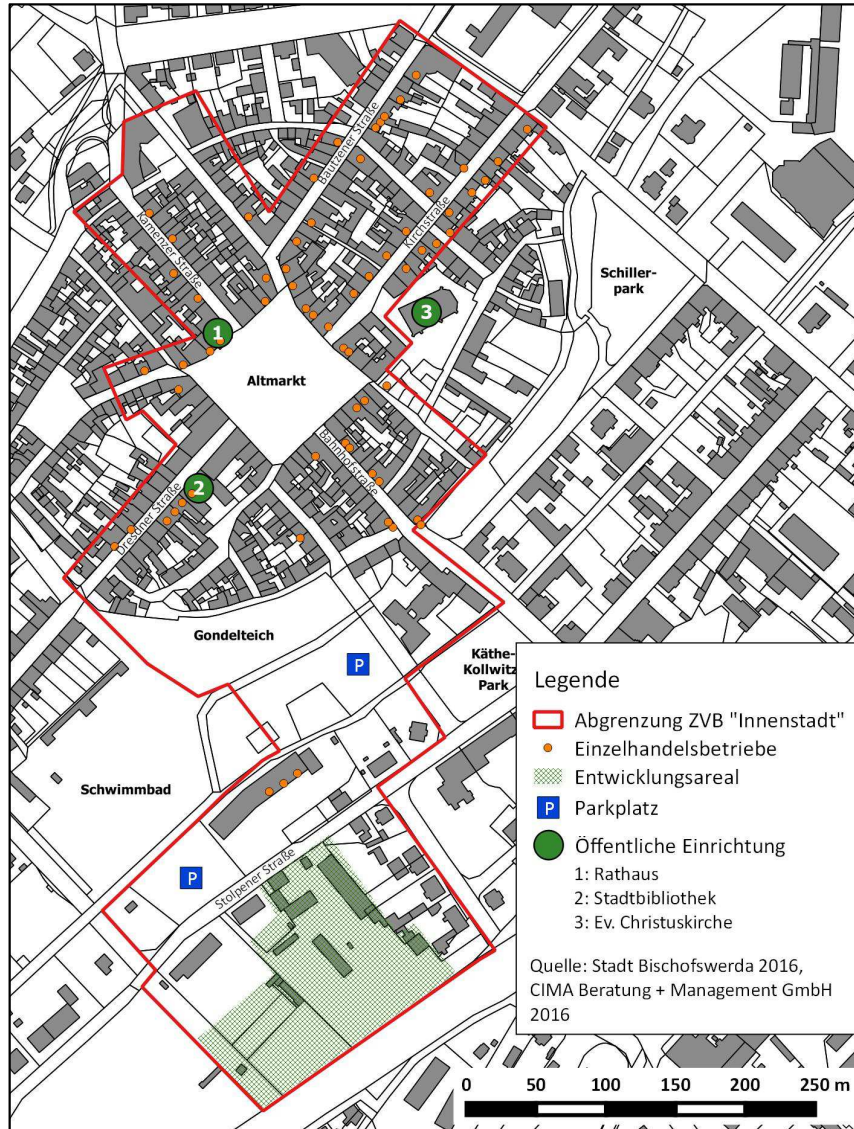 Bautzener Straße
Kirchstraße
Kamenzer Straße
Schiller-
park
3
1
Altmarkt
Bahnhofstraße
2
Dresdner Straße
Gondelteich
P
Käthe-
Kollwitz
Park
Schwimmbad
P
Stolpener Straße
Legende
Abgrenzung ZVB "Innenstadt"
Einzelhandelsbetriebe
Entwicklungsareal
P Parkplatz
Öffentliche Einrichtung
1: Rathaus
2: Stadtbibliothek
3: Ev. Christuskirche
Quelle: Stadt Bischofswerda 2016,
CIMA Beratung + Management GmbH
2016
0 50 100 150 200 250 m